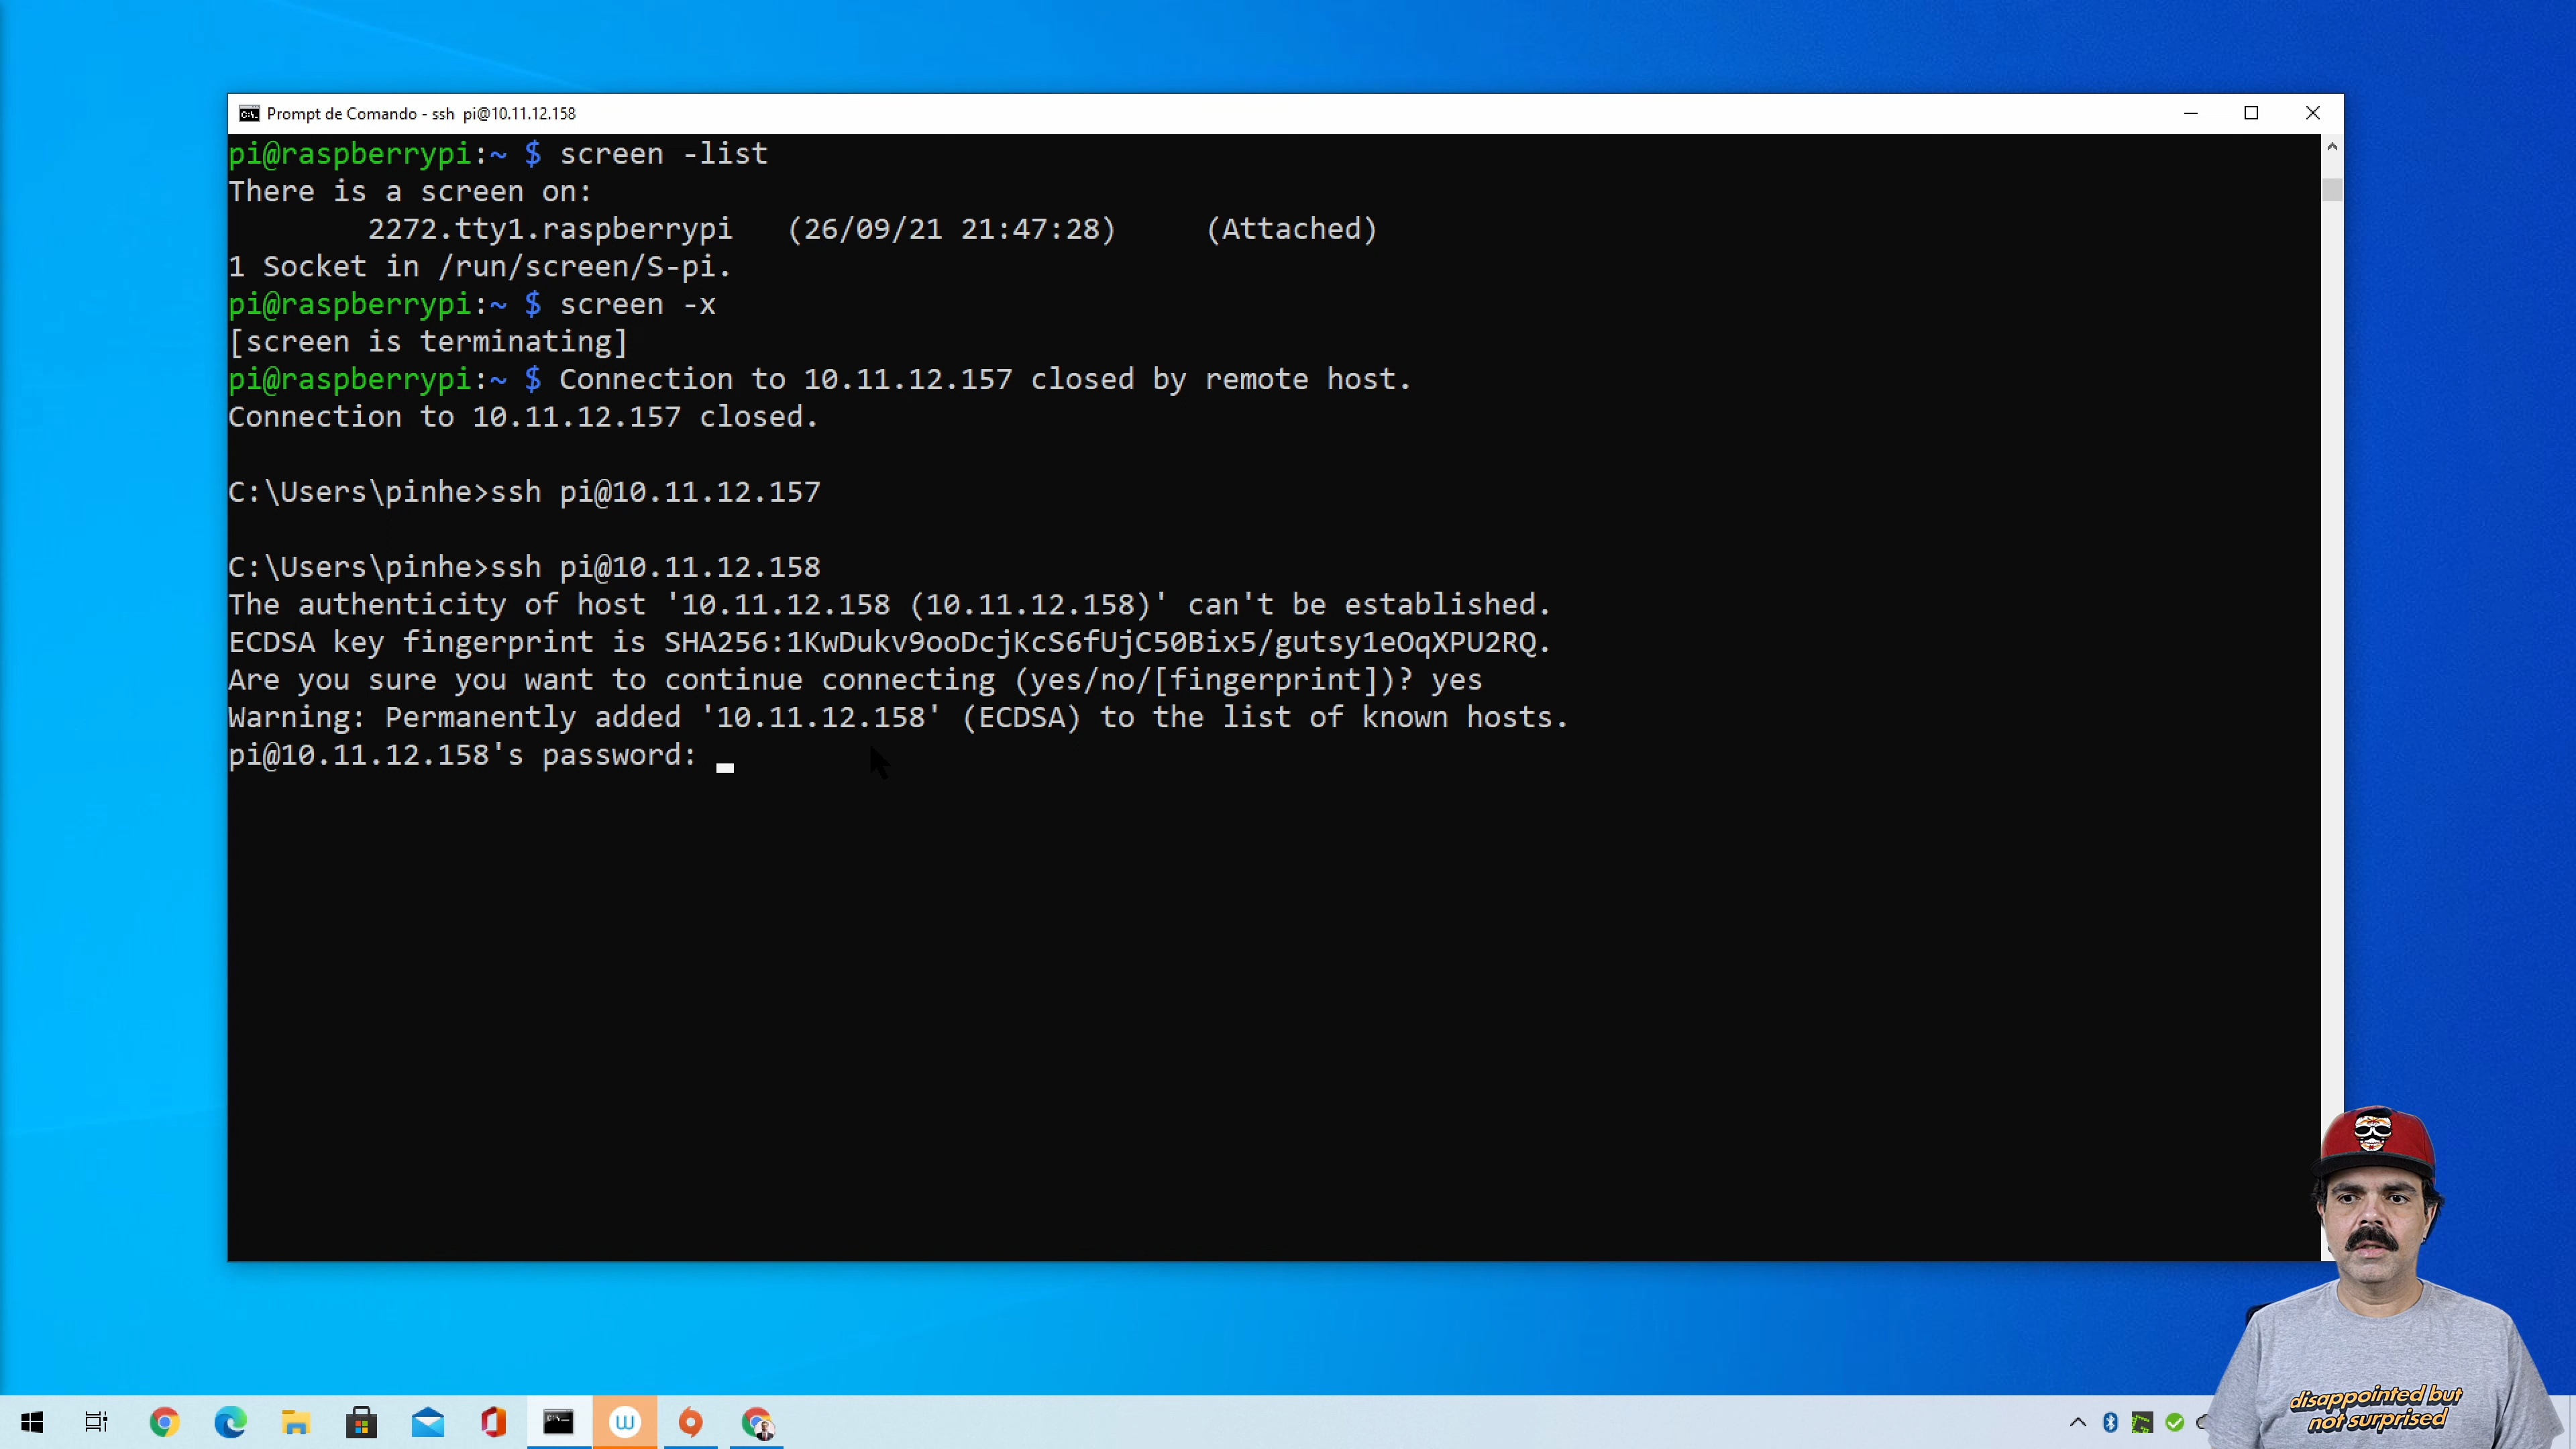 Prompt de Comando - ssh  pi@10.11.12.158
pi@raspberrypi:~ $ screen -list
There is a screen on:
        2272.tty1.raspberrypi   (26/09/21 21:47:28)     (Attached)
1 Socket in /run/screen/S-pi.
pi@raspberrypi:~ $ screen -x
[screen is terminating]
pi@raspberrypi:~ $ Connection to 10.11.12.157 closed by remote host.
Connection to 10.11.12.157 closed.
C:\Users\pinhe>ssh pi@10.11.12.157
C:\Users\pinhe>ssh pi@10.11.12.158
The authenticity of host '10.11.12.158 (10.11.12.158)' can't be established.
ECDSA key fingerprint is SHA256:1KwDukv9ooDcjKcS6fUjC50Bix5/gutsy1eOqXPU2RQ.
Are you sure you want to continue connecting (yes/no/[fingerprint])? yes
Warning: Permanently added '10.11.12.158' (ECDSA) to the list of known hosts.
pi@10.11.12.158's password:
disappointed but
not surprised